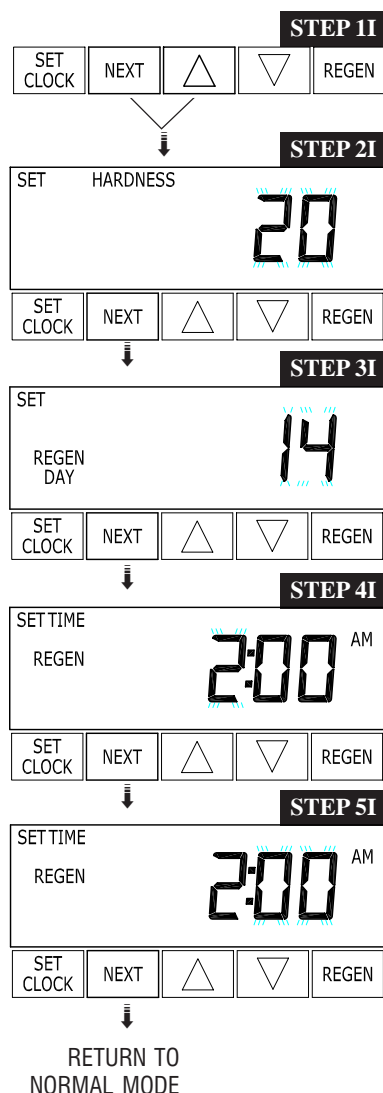 STEP 1I
SET CLOCK NEXT REGEN
STEP 2I
SET HARDNESS
20
SET CLOCK NEXT REGEN
STEP 3I
SET
14
REGEN DAY
SET CLOCK NEXT REGEN
STEP 4I
SET TIME
REGEN 2:00 AM
SET CLOCK NEXT REGEN
STEP 5I
SET TIME
REGEN 2:00 AM
SET CLOCK NEXT REGEN
RETURN TO
NORMAL MODE